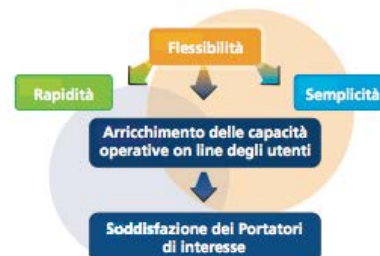 Flessibilità
Rapidità
Semplicità
Arricchimento delle capacità
operative on line degli utenti
Soddisfazione dei Portatori
di interesse